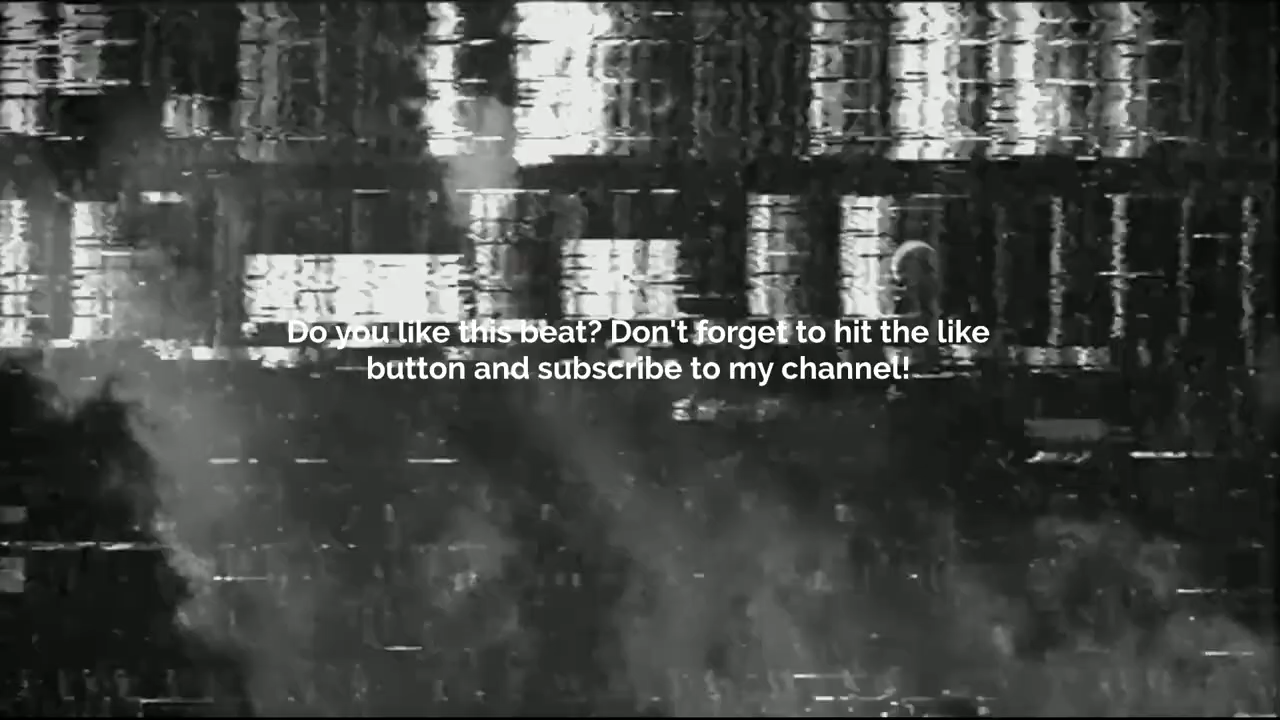 Do you like this beat? Don't forget to hit the like
button and subscribe to my channel!